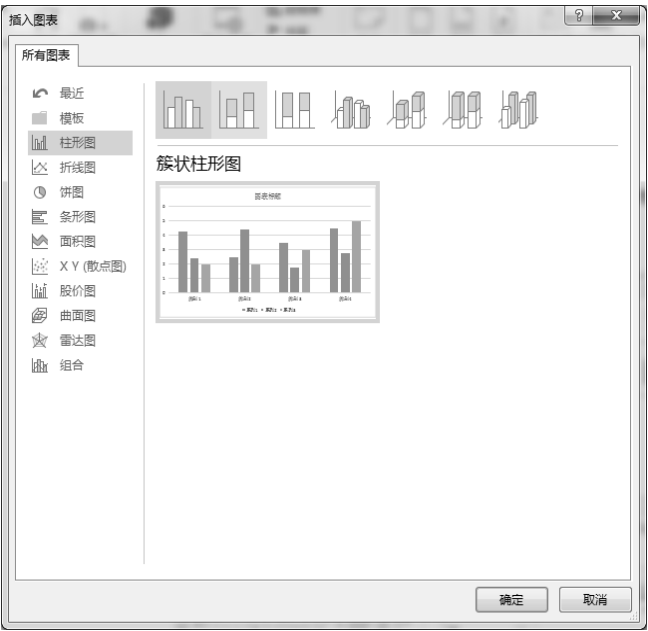 插入图表
所有图表
最近
模板
柱形图
折线图
饼图
条形图
面积图
X Y (散点图)
股价图
曲面图
雷达图
组合
簇状柱形图
图表标题
确定
取消